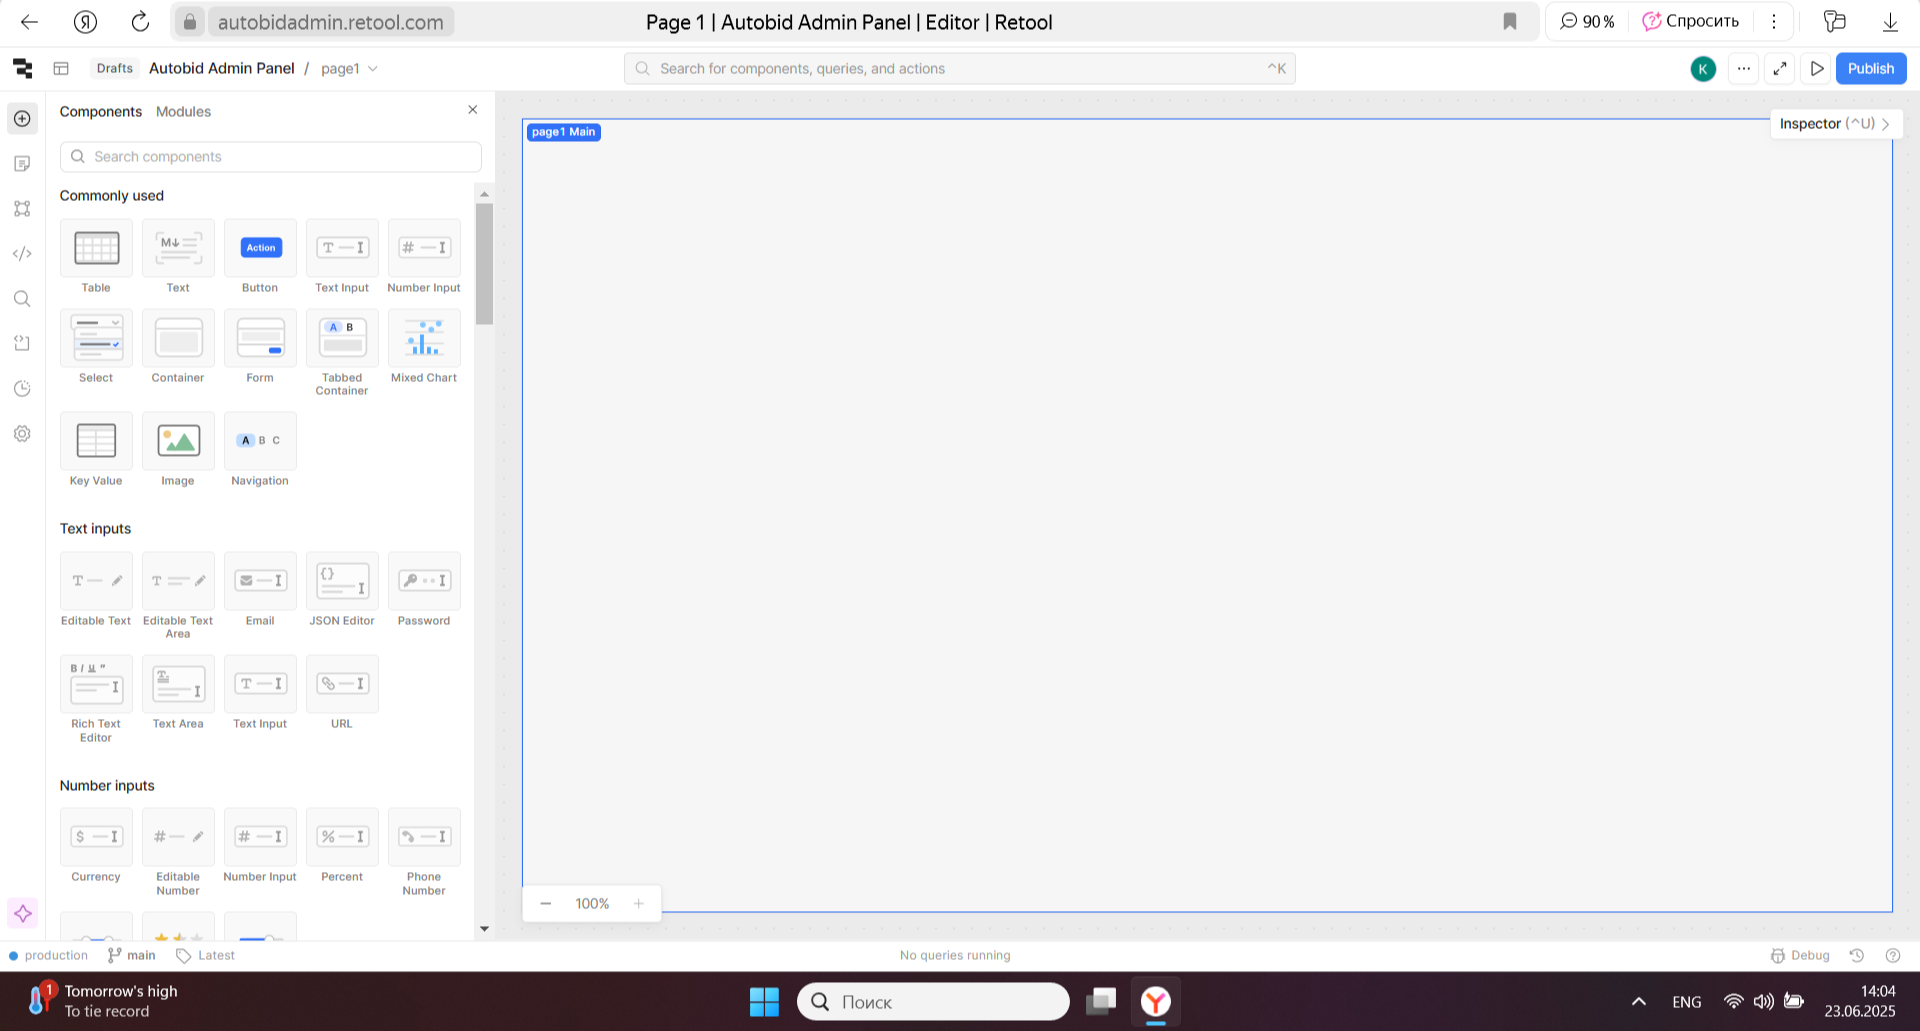 autobidadmin.retool.com
Page 1 | Autobid Admin Panel | Editor | Retool
90 %
Спросить
Drafts
Autobid Admin Panel / page1
Search for components, queries, and actions
^K
K
Publish
Components
Modules
Search components
Commonly used
Table
Text
Action
Button
Text Input
Number Input
Select
Container
Form
A B
Tabbed
Container
Mixed Chart
Key Value
Image
A B C
Navigation
Text inputs
Editable Text
Editable Text
Area
Email
JSON Editor
Password
Rich Text
Editor
Text Area
Text Input
URL
Number inputs
Currency
Editable
Number
Number Input
Percent
Phone
Number
page1 Main
Inspector (^U)
100%
production
main
Latest
No queries running
Debug
1
Tomorrow's high
To tie record
Поиск
ENG
14:04
23.06.2025